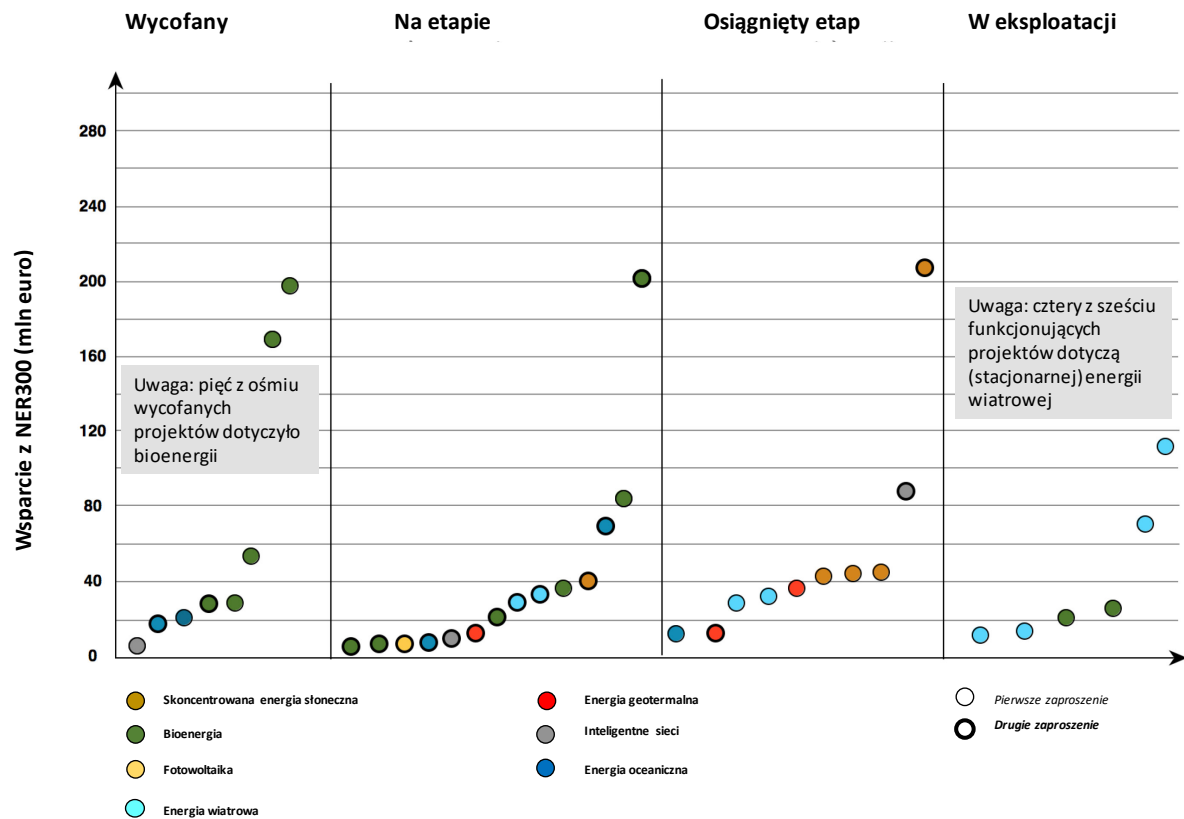 Wycofany
Na etapie
Osiągnięty etap
W eksploatacji
Wsparcie z NER300 (mln euro)
280
240
200
160
120
80
40
0
Uwaga: pięć z ośmiu
wycofanych
projektów dotyczyło
bioenergii
Uwaga: cztery z sześciu
funkcjonujących
projektów dotyczą
(stacjonarnej) energii
wiatrowej
Skoncentrowana energia słoneczna
Bioenergia
Fotowoltaika
Energia wiatrowa
Energia geotermalna
Inteligentne sieci
Energia oceaniczna
Pierwsze zaproszenie
Drugie zaproszenie